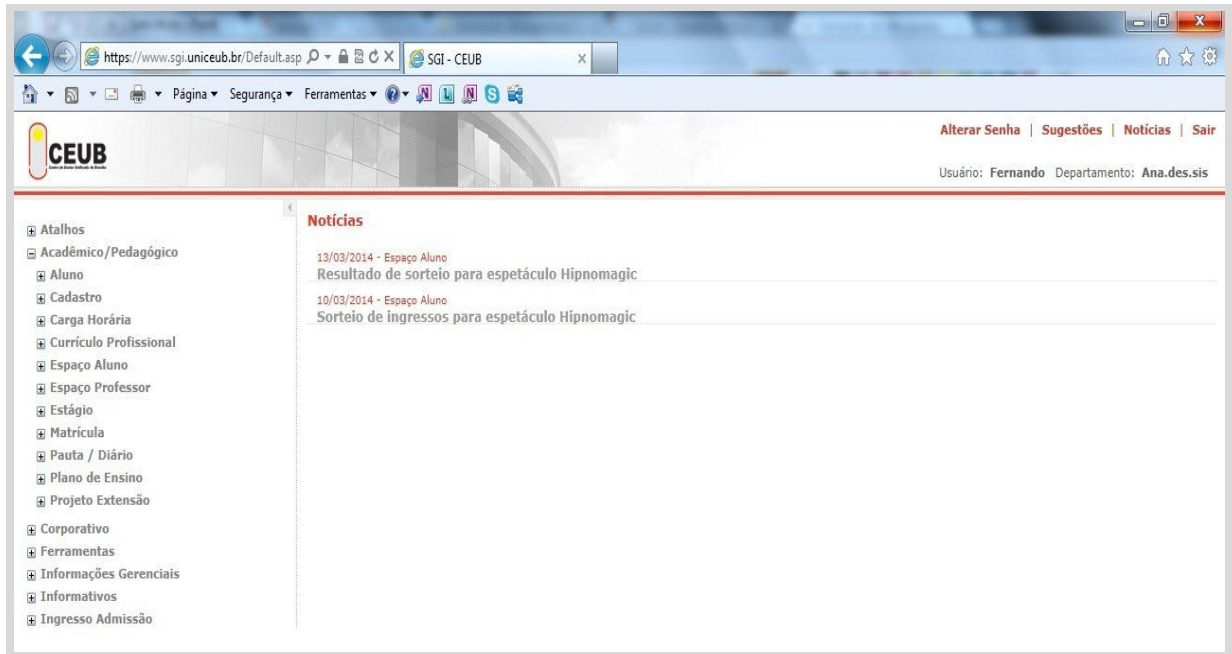 https://www.sgi.uniceub.br/Default.asp
SGI - CEUB
Página Segurança Ferramentas
CEUB
Alterar Senha | Sugestões | Notícias | Sair
Usuário: Fernando Departamento: Ana.des.sis
Atalhos
Acadêmico/Pedagógico
Aluno
Cadastro
Carga Horária
Currículo Profissional
Espaço Aluno
Espaço Professor
Estágio
Matrícula
Pauta / Diário
Plano de Ensino
Projeto Extensão
Corporativo
Ferramentas
Informações Gerenciais
Informativos
Ingresso Admissão
Notícias
13/03/2014 - Espaço Aluno
Resultado de sorteio para espetáculo Hipnomagic
10/03/2014 - Espaço Aluno
Sorteio de ingressos para espetáculo Hipnomagic